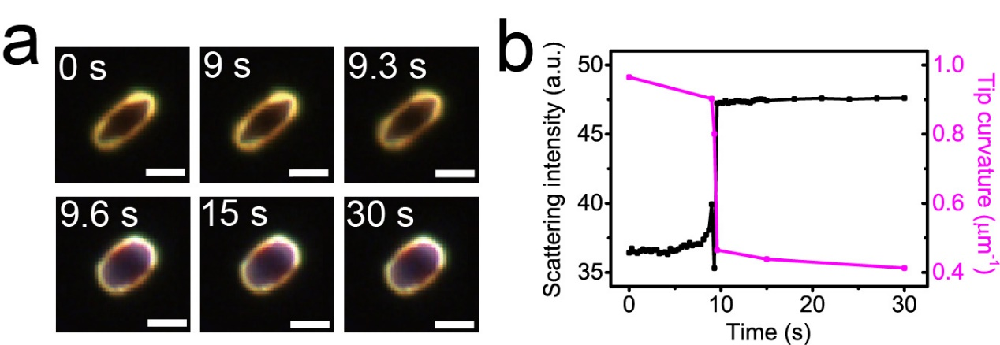 a
0 s
9 s
9.3 s
9.6 s
15 s
30 s
b
Scattering intensity (a.u.)
50
45
40
35
0
10
20
30
Time (s)
1.0
0.8
0.6
0.4
Tip curvature (μm⁻¹)